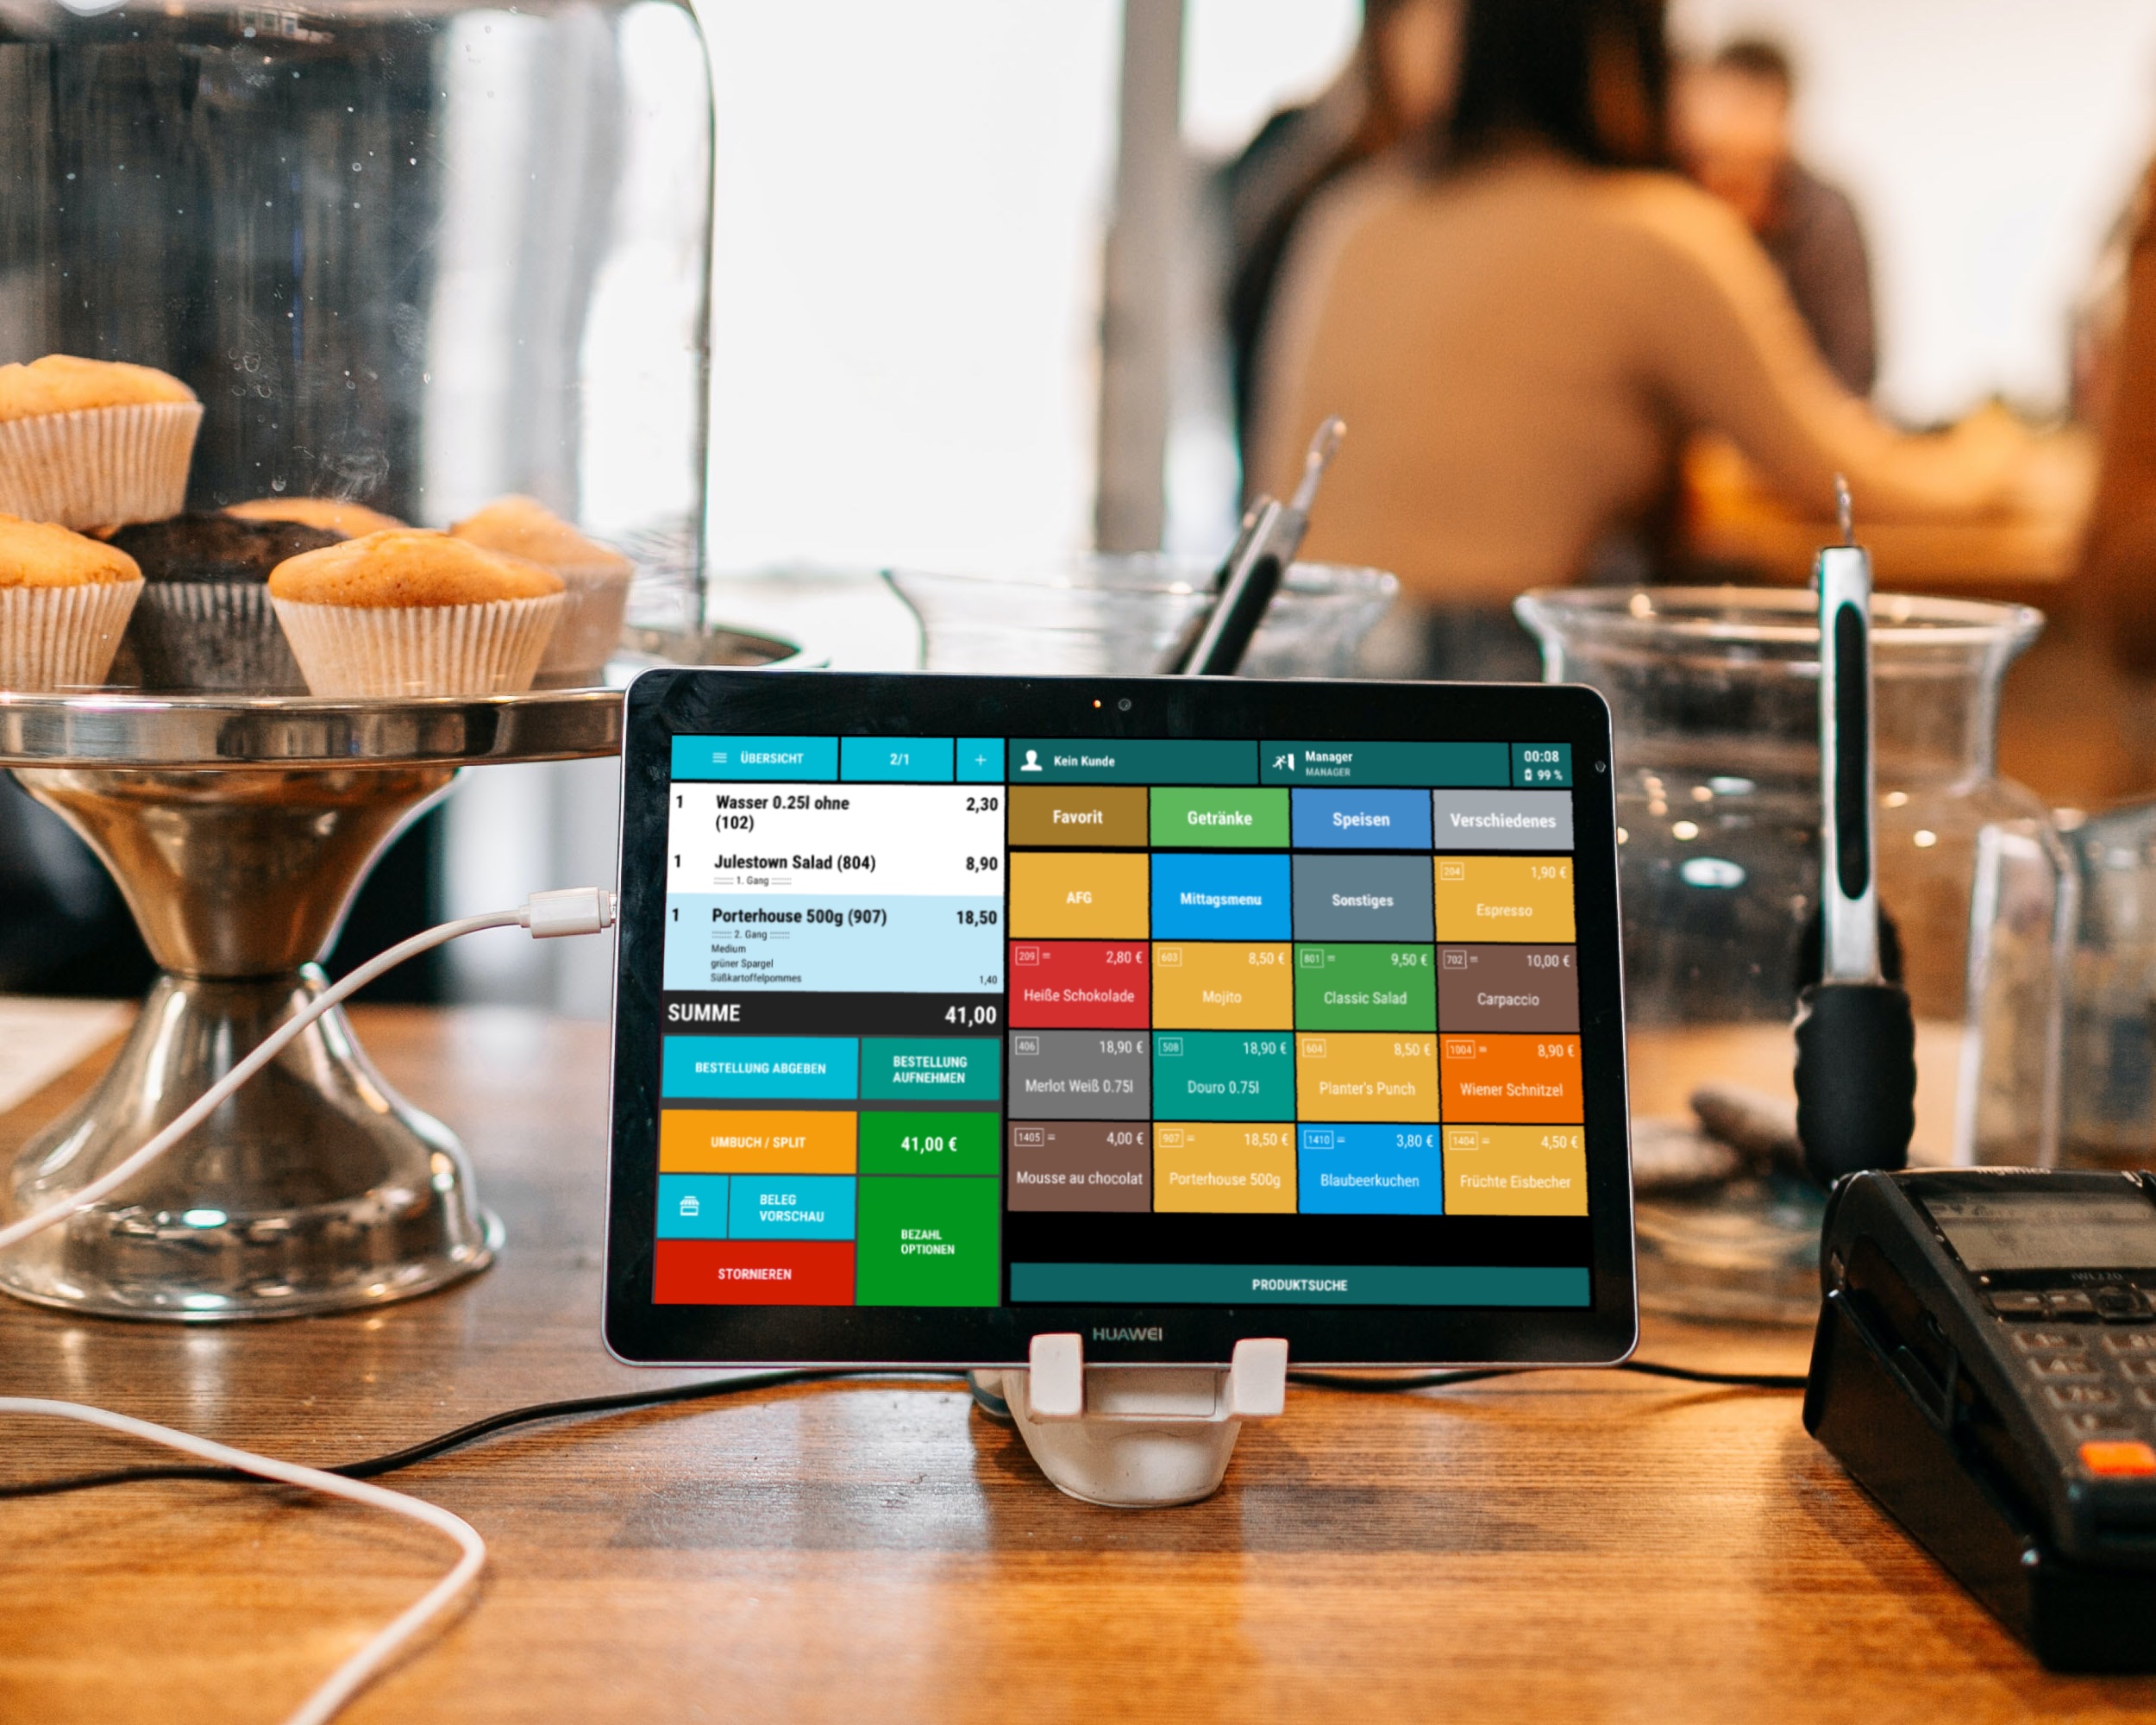 ÜBERSICHT
2/1
+
Kein Kunde
Manager
MANAGER
00:08
99 %
1 Wasser 0.25l ohne 2,30
(102)
1 Julestown Salad (804) 8,90
1. Gang
1 Porterhouse 500g (907) 18,50
2. Gang
Medium
grüner Spargel
Süßkartoffelpommes 1,40
SUMME 41,00
BESTELLUNG ABGEBEN
BESTELLUNG
AUFNEHMEN
UMBUCH / SPLIT
41,00 €
BELEG
VORSCHAU
BEZAHL
OPTIONEN
STORNIEREN
Favorit
Getränke
Speisen
Verschiedenes
AFG
Mittagsmenu
Sonstiges
204 1,90 €
Espresso
209 = 2,80 €
Heiße Schokolade
603 8,50 €
Mojito
801 = 9,50 €
Classic Salad
702 = 10,00 €
Carpaccio
406 18,90 €
Merlot Weiß 0.75l
508 18,90 €
Douro 0.75l
604 8,50 €
Planter's Punch
1004 = 8,90 €
Wiener Schnitzel
1405 = 4,00 €
Mousse au chocolat
907 = 18,50 €
Porterhouse 500g
1410 = 3,80 €
Blaubeerkuchen
1404 = 4,50 €
Früchte Eisbecher
PRODUKTSUCHE
HUAWEI